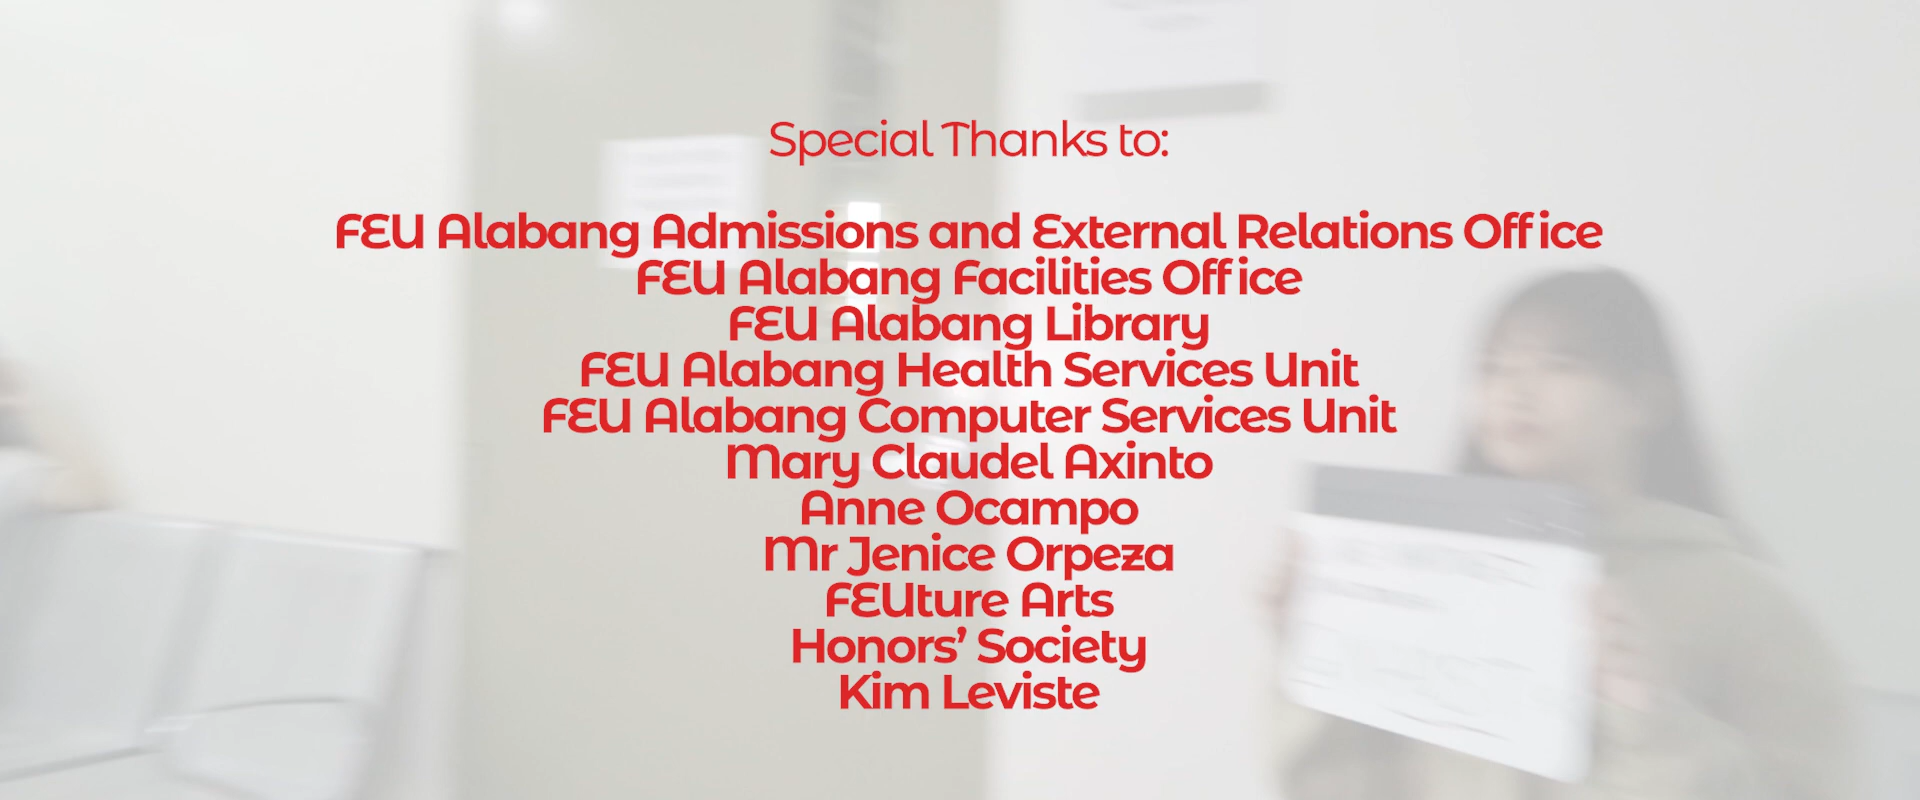 Special Thanks to:
FEU Alabang Admissions and External Relations Office
FEU Alabang Facilities Office
FEU Alabang Library
FEU Alabang Health Services Unit
FEU Alabang Computer Services Unit
Mary Claudel Axinto
Anne Ocampo
Mr Jenice Orpeza
FEUture Arts
Honors’ Society
Kim Leviste